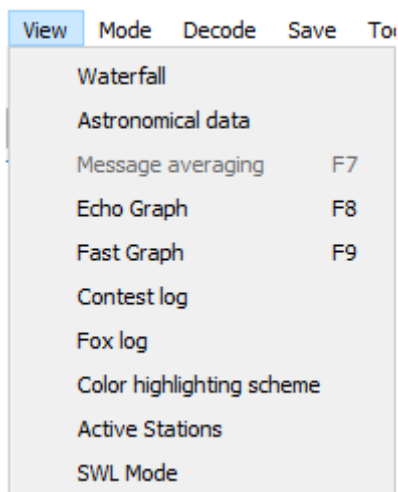 View Mode Decode Save
Waterfall
Astronomical data
Message averaging F7
Echo Graph F8
Fast Graph F9
Contest log
Fox log
Color highlighting scheme
Active Stations
SWL Mode